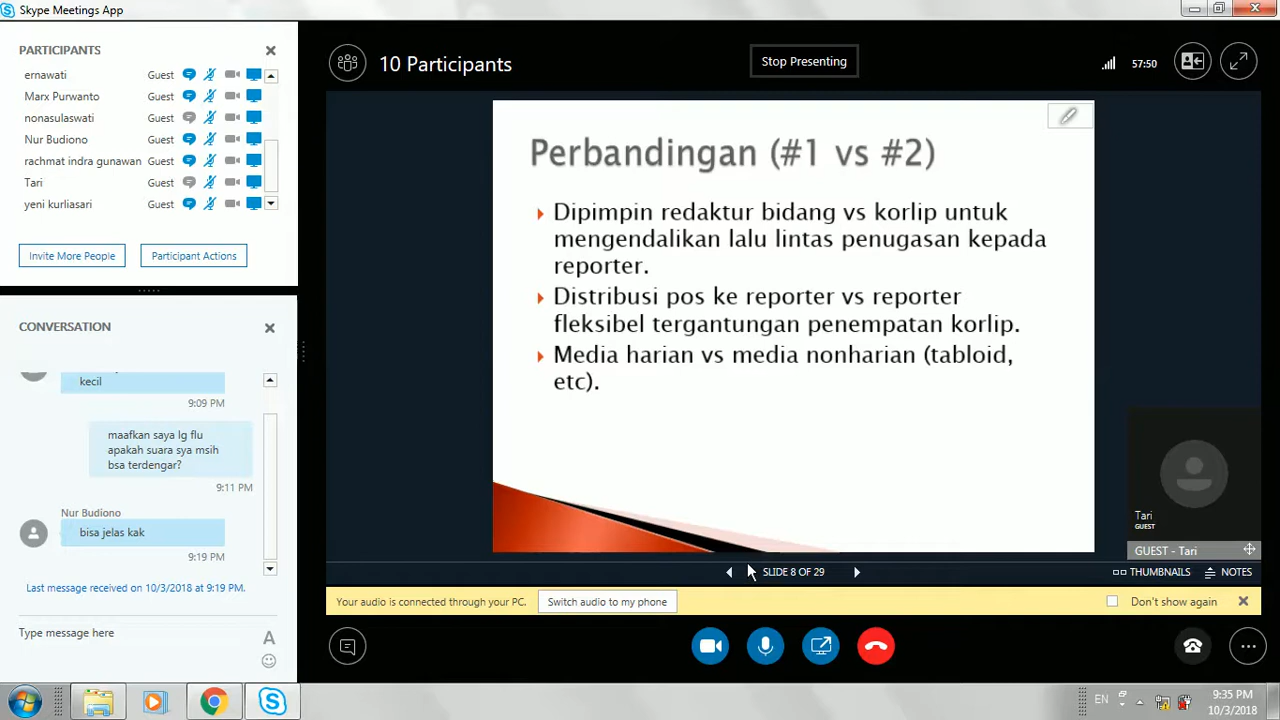 Skype Meetings App
PARTICIPANTS
ernawati Guest
Marx Purwanto Guest
nonasulaswati Guest
Nur Budiono Guest
rachmat indra gunawan Guest
Tari Guest
yeni kurliasari Guest
Invite More People Participant Actions
CONVERSATION
kecil
9:09 PM
maafkan saya lg flu
apakah suara sya msih
bsa terdengar?
9:11 PM
Nur Budiono
bisa jelas kak
9:19 PM
Last message received on 10/3/2018 at 9:19 PM.
Type message here
A
10 Participants
Stop Presenting
57:50
Perbandingan (#1 vs #2)
Dipimpin redaktur bidang vs korlip untuk
mengendalikan lalu lintas penugasan kepada
reporter.
Distribusi pos ke reporter vs reporter
fleksibel tergantungan penempatan korlip.
Media harian vs media nonharian (tabloid,
etc).
Tari
GUEST
GUEST - Tari
SLIDE 8 OF 29
THUMBNAILS NOTES
Your audio is connected through your PC. Switch audio to my phone Don't show again
EN
9:35 PM
10/3/2018